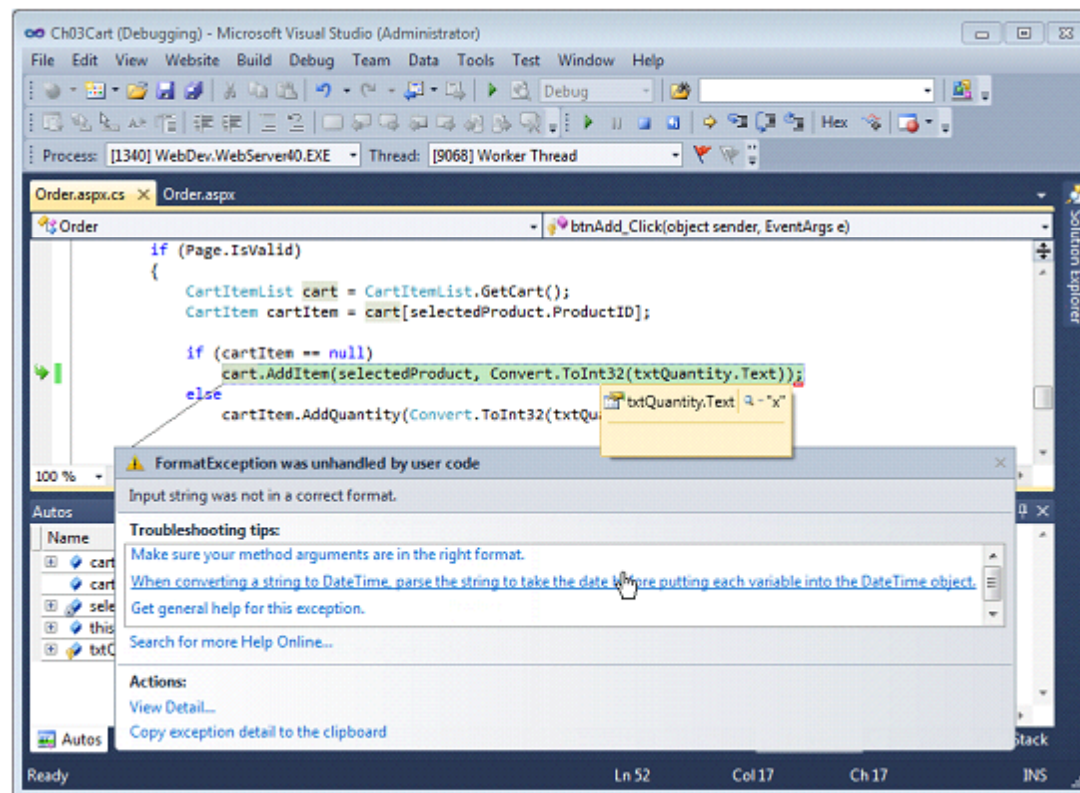 Ch03Cart (Debugging) - Microsoft Visual Studio (Administrator)
File Edit View Website Build Debug Team Data Tools Test Window Help
Debug
Hex
Process: [1340] WebDev.WebServer40.EXE Thread: [9068] Worker Thread
Order.aspx.cs Order.aspx
Solution Explorer
Order btnAdd_Click(object sender, EventArgs e)
if (Page.IsValid)
{
CartItemList cart = CartItemList.GetCart();
CartItem cartItem = cart[selectedProduct.ProductID];
if (cartItem == null)
cart.AddItem(selectedProduct, Convert.ToInt32(txtQuantity.Text));
else
txtQuantity.Text "x"
cartItem.AddQuantity(Convert.ToInt32(txtQu
100 %
FormatException was unhandled by user code
Input string was not in a correct format.
Autos
Troubleshooting tips:
Name
Make sure your method arguments are in the right format.
cart
When converting a string to DateTime, parse the string to take the date before putting each variable into the DateTime object.
cart
sele
Get general help for this exception.
this
Search for more Help Online...
txtQ
Actions:
View Detail...
Copy exception detail to the clipboard
Autos
Stack
Ready Ln 52 Col 17 Ch 17 INS